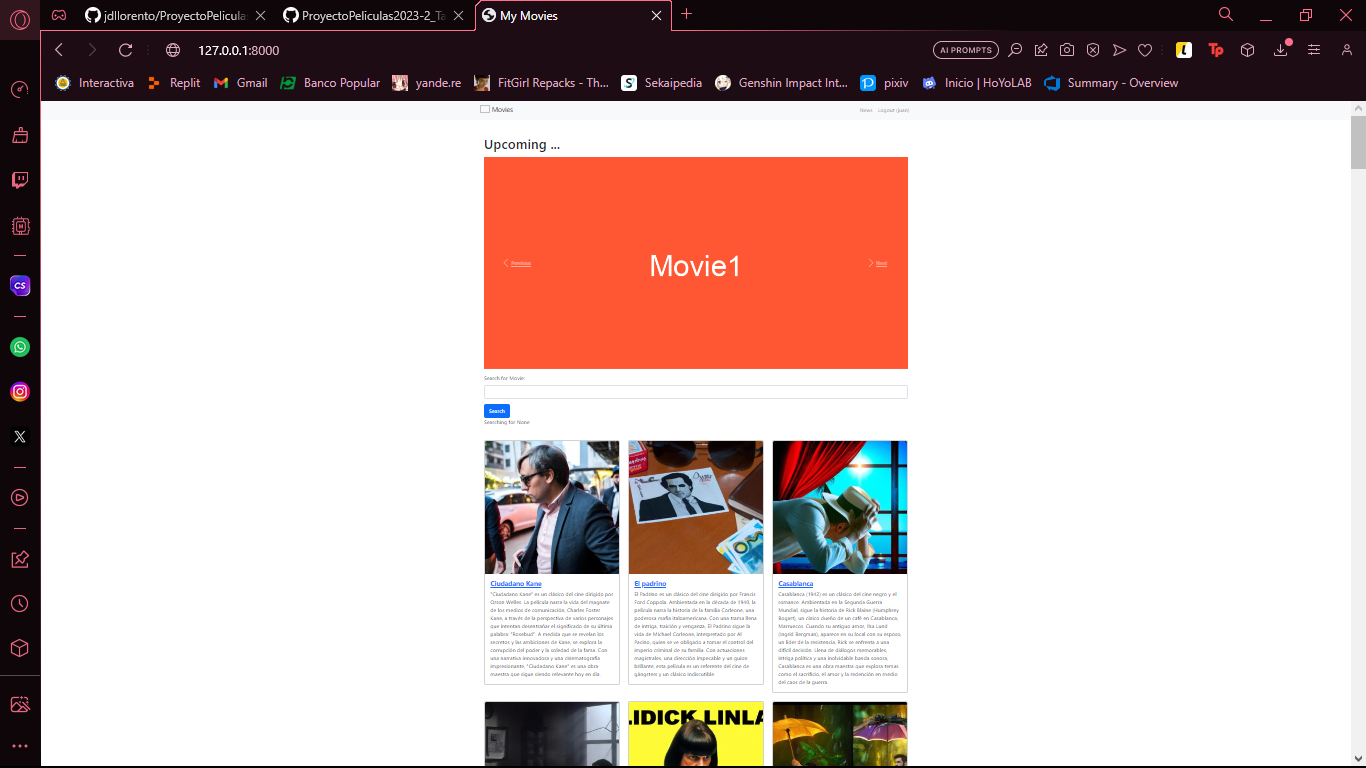 jdllorento/ProyectoPeliculas
ProyectoPeliculas2023-2_Ta
My Movies
127.0.0.1:8000
AI PROMPTS
Interactiva
Replit
Gmail
Banco Popular
yande.re
FitGirl Repacks - Th...
Sekaipedia
Genshin Impact Int...
pixiv
Inicio | HoYoLAB
Summary - Overview
Movies
News
Logout (juan)
Upcoming ...
Previous
Movie1
Next
Search for Movie:
Search
Searching for None
Ciudadano Kane
"Ciudadano Kane" es un clásico del cine dirigido por
Orson Welles. La película narra la vida del magnate
de los medios de comunicación, Charles Foster
Kane, a través de la perspectiva de varios personajes
que intentan desentrañar el significado de su última
palabra: "Rosebud". A medida que se revelan los
secretos y las ambiciones de Kane, se explora la
corrupción del poder y la soledad de la fama. Con
una narrativa innovadora y una cinematografía
impresionante, "Ciudadano Kane" es una obra
maestra que sigue siendo relevante hoy en día
El padrino
El Padrino es un clásico del cine dirigido por Francis
Ford Coppola. Ambientada en la década de 1940, la
película narra la historia de la familia Corleone, una
poderosa mafia italoamericana. Con una trama llena
de intriga, traición y venganza, El Padrino sigue la
vida de Michael Corleone, interpretado por Al
Pacino, quien se ve obligado a tomar el control del
imperio criminal de su familia. Con actuaciones
magistrales, una dirección impecable y un guion
brillante, esta película es un referente del cine de
gángsters y un clásico indiscutible.
Casablanca
Casablanca (1942) es un clásico del cine negro y el
romance. Ambientada en la Segunda Guerra
Mundial, sigue la historia de Rick Blaine (Humphrey
Bogart), un cínico dueño de un café en Casablanca,
Marruecos. Cuando su antiguo amor, Ilsa Lund
(Ingrid Bergman), aparece en su local con su esposo,
un líder de la resistencia, Rick se enfrenta a una
difícil decisión. Llena de diálogos memorables,
intriga política y una inolvidable banda sonora,
Casablanca es una obra maestra que explora temas
como el sacrificio, el amor y la redención en medio
del caos de la guerra.
LIDICK LINLA